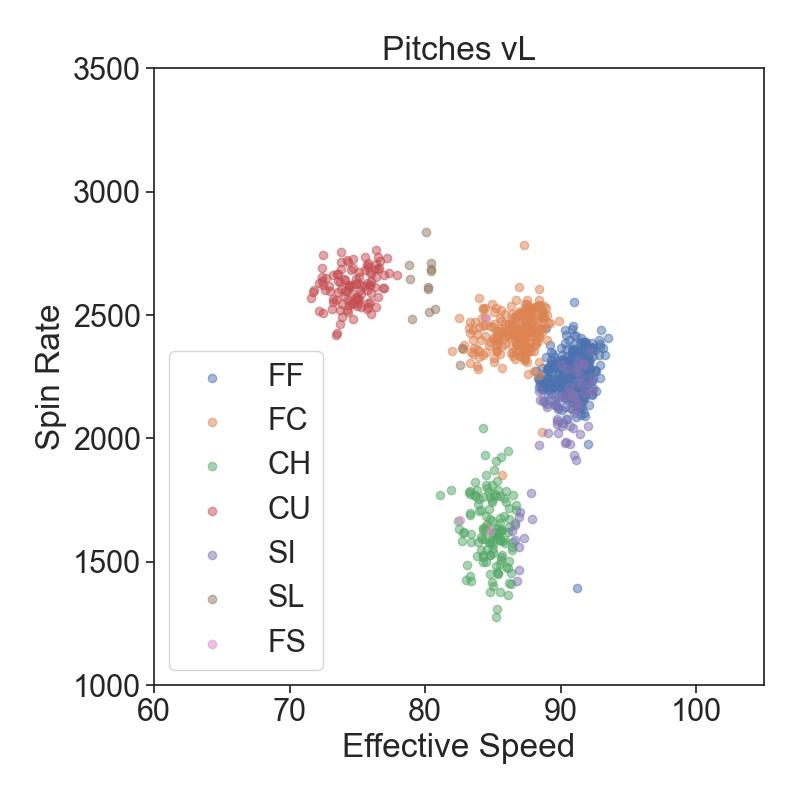 Pitches vL
3500
3000
2500
2000
1500
1000
Spin Rate
FF
FC
CH
CU
SI
SL
FS
60 70 80 90 100
Effective Speed